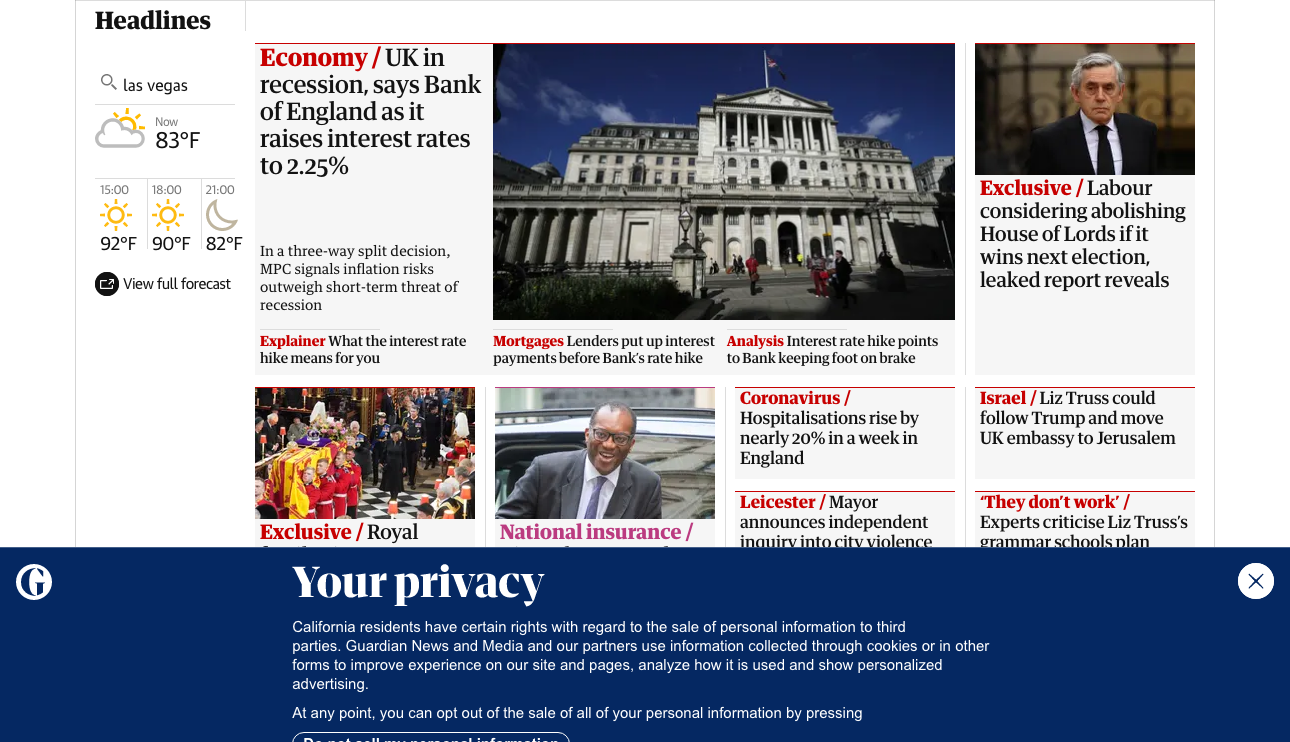 Headlines
las vegas
Now
83°F
15:00
18:00
21:00
92°F
90°F
82°F
View full forecast
Economy / UK in
recession, says Bank
of England as it
raises interest rates
to 2.25%
In a three-way split decision,
MPC signals inflation risks
outweigh short-term threat of
recession
Explainer What the interest rate
hike means for you
Mortgages Lenders put up interest
payments before Bank's rate hike
Analysis Interest rate hike points
to Bank keeping foot on brake
Exclusive / Labour
considering abolishing
House of Lords if it
wins next election,
leaked report reveals
Exclusive / Royal
National insurance /
Coronavirus /
Hospitalisations rise by
nearly 20% in a week in
England
Leicester / Mayor
announces independent
inquiry into city violence
Israel / Liz Truss could
follow Trump and move
UK embassy to Jerusalem
‘They don’t work’ /
Experts criticise Liz Truss’s
grammar schools plan
Your privacy
California residents have certain rights with regard to the sale of personal information to third
parties. Guardian News and Media and our partners use information collected through cookies or in other
forms to improve experience on our site and pages, analyze how it is used and show personalized
advertising.
At any point, you can opt out of the sale of all of your personal information by pressing
Do not sell my personal information